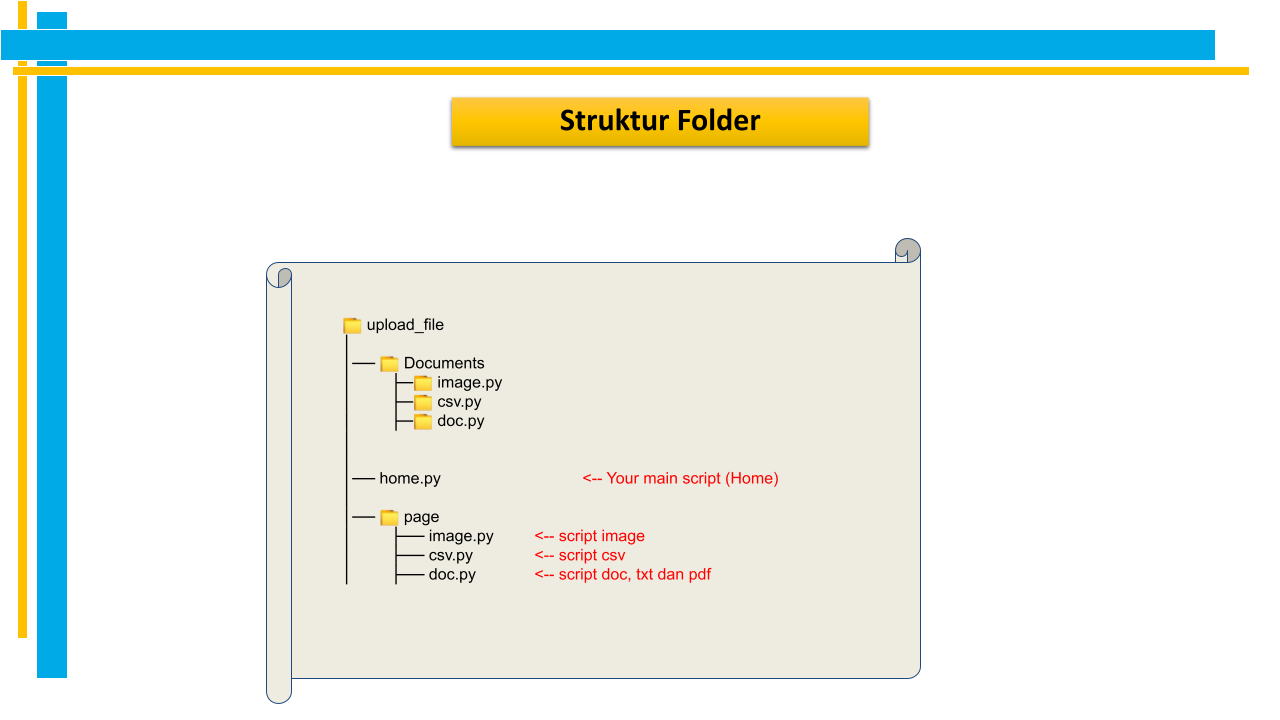 Struktur Folder
upload_file
Documents
image.py
csv.py
doc.py
home.py <-- Your main script (Home)
page
image.py <-- script image
csv.py <-- script csv
doc.py <-- script doc, txt dan pdf